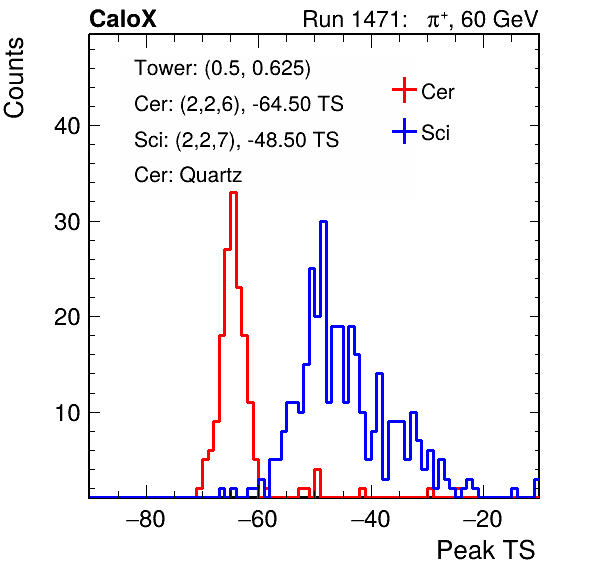 CaloX Run 1471: π⁺, 60 GeV
Counts
Tower: (0.5, 0.625)
Cer: (2,2,6), -64.50 TS
Sci: (2,2,7), -48.50 TS
Cer: Quartz
Cer
Sci
40
30
20
10
−80 −60 −40 −20
Peak TS